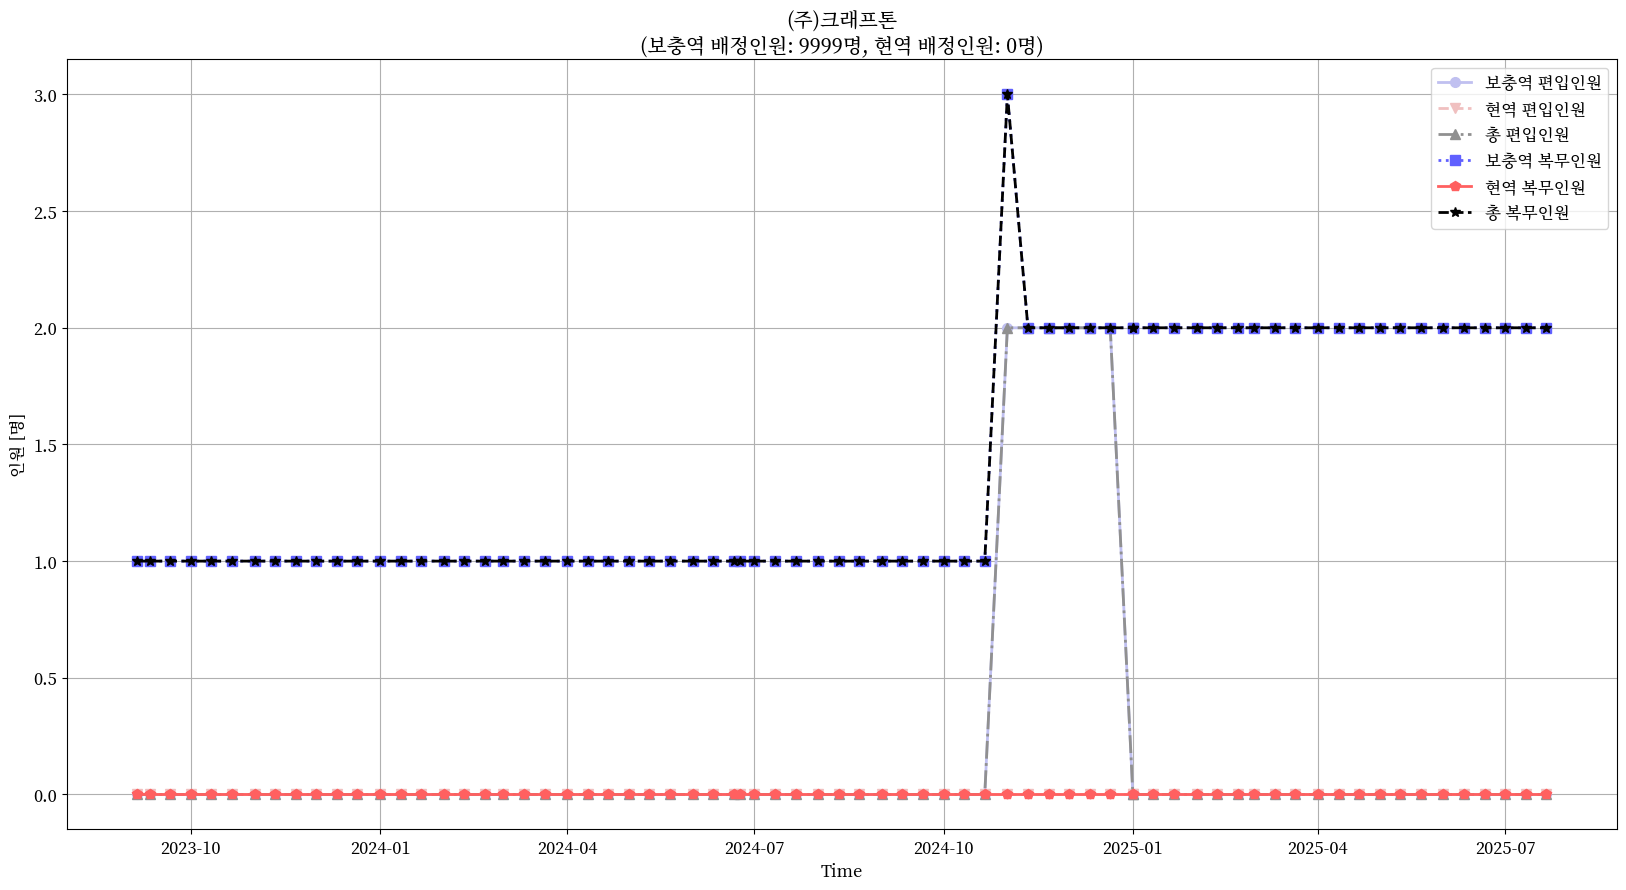 (주)크래프톤
(보충역 배정인원: 9999명, 현역 배정인원: 0명)
보충역 편입인원
현역 편입인원
총 편입인원
보충역 복무인원
현역 복무인원
총 복무인원
인원 [명]
3.0
2.5
2.0
1.5
1.0
0.5
0.0
2023-10
2024-01
2024-04
2024-07
2024-10
2025-01
2025-04
2025-07
Time